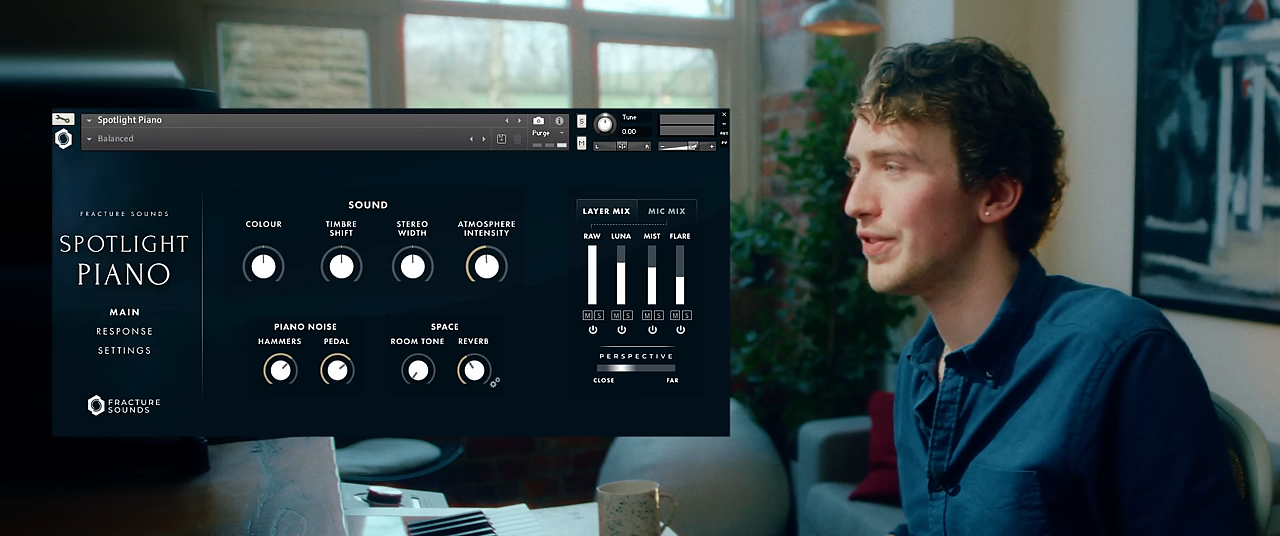 Spotlight Piano
Balanced
Purge
S
M
Tune
0.00
L
R
AUX
PV
FRACTURE SOUNDS
SPOTLIGHT
PIANO
MAIN
RESPONSE
SETTINGS
FRACTURE
SOUNDS
SOUND
COLOUR
TIMBRE
SHIFT
STEREO
WIDTH
ATMOSPHERE
INTENSITY
PIANO NOISE
HAMMERS
PEDAL
SPACE
ROOM TONE
REVERB
LAYER MIX
MIC MIX
RAW LUNA MIST FLARE
M S M S M S M S
PERSPECTIVE
CLOSE FAR